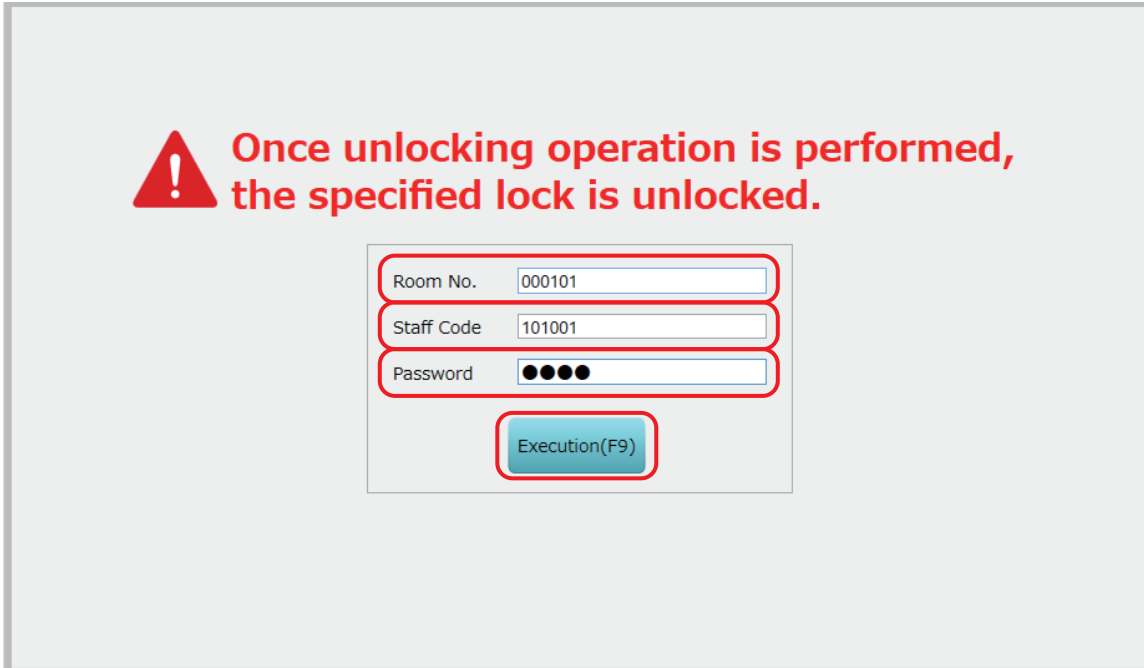 Once unlocking operation is performed,
the specified lock is unlocked.
Room No. 000101
Staff Code 101001
Password ●●●●
Execution(F9)